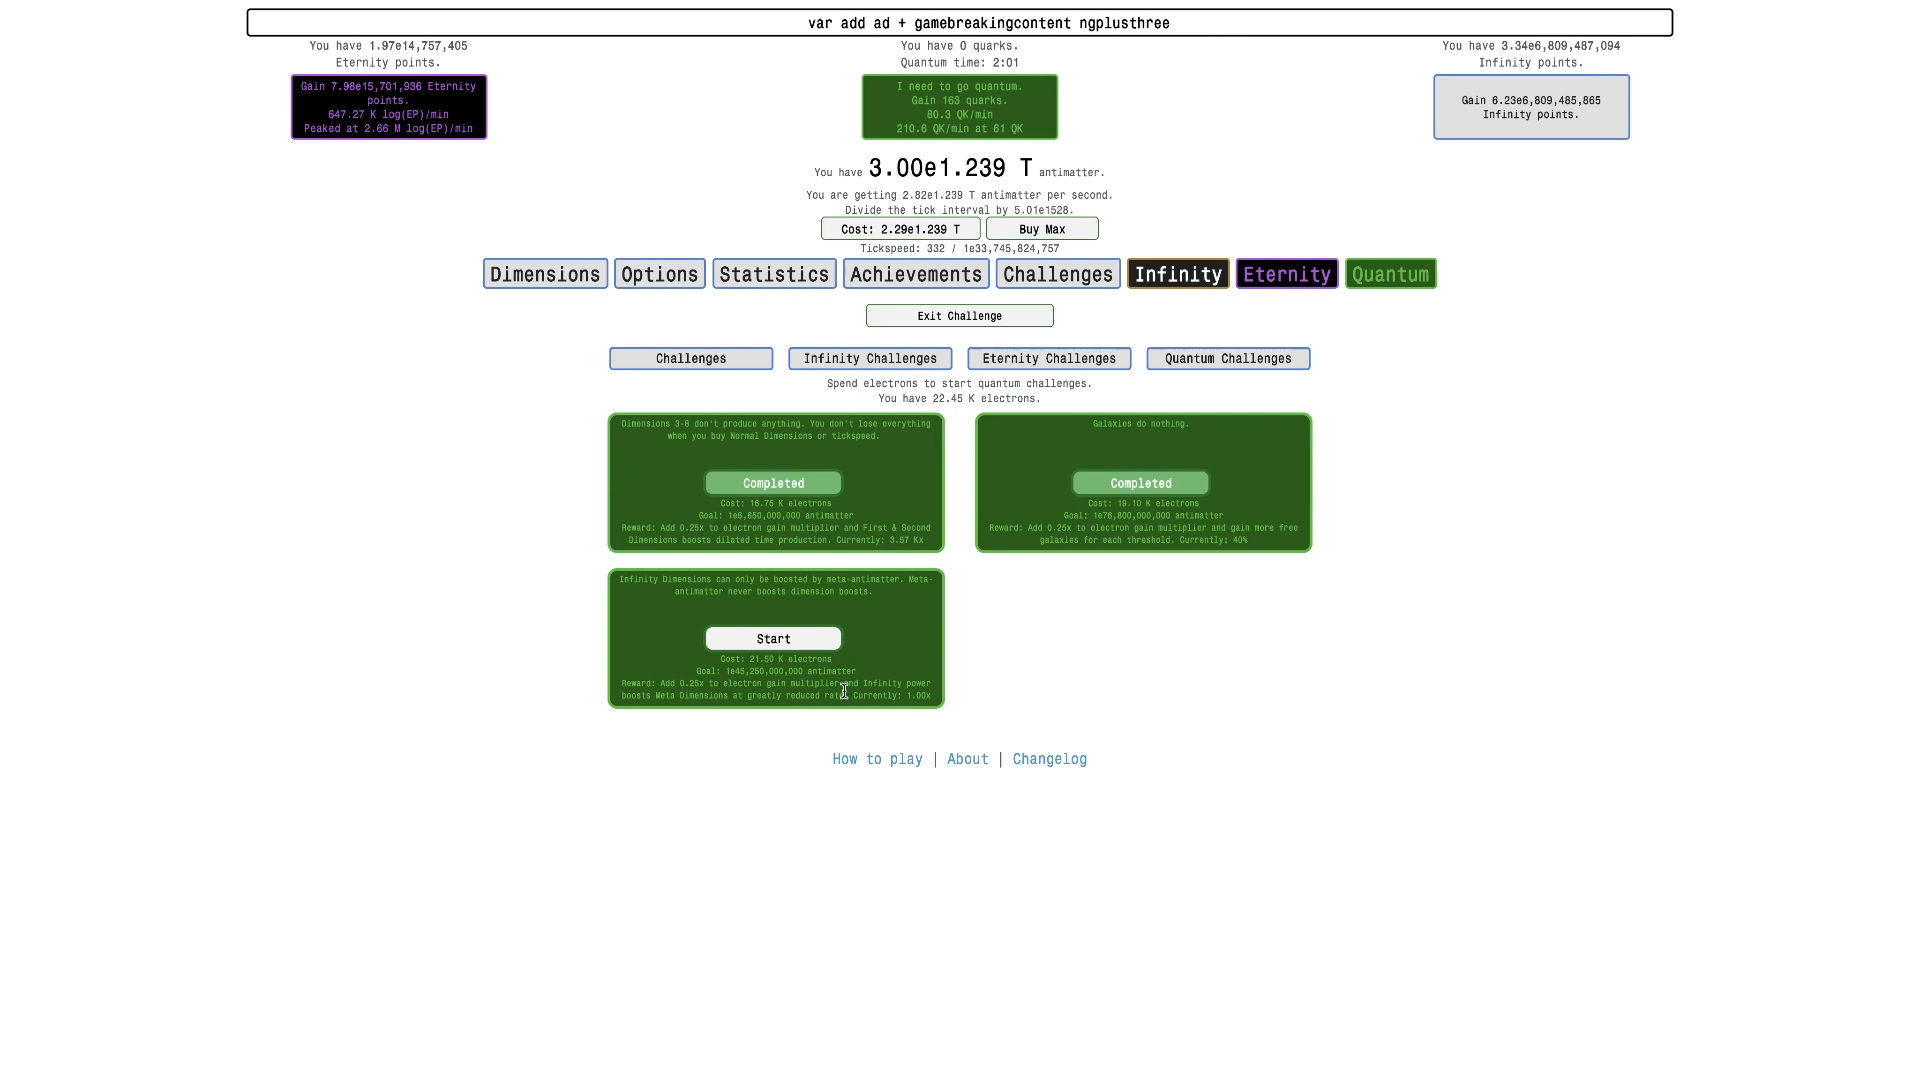 var add ad + gamebreakingcontent ngplusthree
You have 1.97e14,757,405
Eternity points.
You have 0 quarks.
Quantum time: 2:01
You have 3.34e6,809,487,094
Infinity points.
Gain 7.98e15,701,936 Eternity
points.
647.27 K log(EP)/min
Peaked at 2.66 M log(EP)/min
I need to go quantum.
Gain 163 quarks.
80.3 QK/min
210.6 QK/min at 61 QK
Gain 6.23e6,809,485,865
Infinity points.
You have 3.00e1.239 T antimatter.
You are getting 2.82e1.239 T antimatter per second.
Divide the tick interval by 5.01e1528.
Cost: 2.29e1.239 T
Buy Max
Tickspeed: 332 / 1e33,745,824,757
Dimensions
Options
Statistics
Achievements
Challenges
Infinity
Eternity
Quantum
Exit Challenge
Challenges
Infinity Challenges
Eternity Challenges
Quantum Challenges
Spend electrons to start quantum challenges.
You have 22.45 K electrons.
Dimensions 3-8 don't produce anything. You don't lose everything
when you buy Normal Dimensions or tickspeed.
Completed
Cost: 16.75 K electrons
Goal: 1e6,650,000,000 antimatter
Reward: Add 0.25x to electron gain multiplier and First & Second
Dimensions boosts dilated time production. Currently: 3.57 Kx
Galaxies do nothing.
Completed
Cost: 19.10 K electrons
Goal: 1e76,800,000,000 antimatter
Reward: Add 0.25x to electron gain multiplier and gain more free
galaxies for each threshold. Currently: 40%
Infinity Dimensions can only be boosted by meta-antimatter. Meta-
antimatter never boosts dimension boosts.
Start
Cost: 21.50 K electrons
Goal: 1e45,250,000,000 antimatter
Reward: Add 0.25x to electron gain multiplier and Infinity power
boosts Meta Dimensions at greatly reduced rate. Currently: 1.00x
How to play | About | Changelog